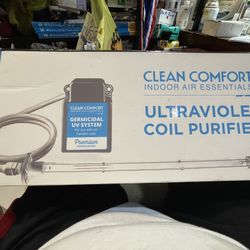 CLEAN COMFORT
INDOOR AIR ESSENTIALS
ULTRAVIOLE
COIL PURIFIE
CLEAN COMFORT
GERMICIDAL
UV SYSTEM
Premium